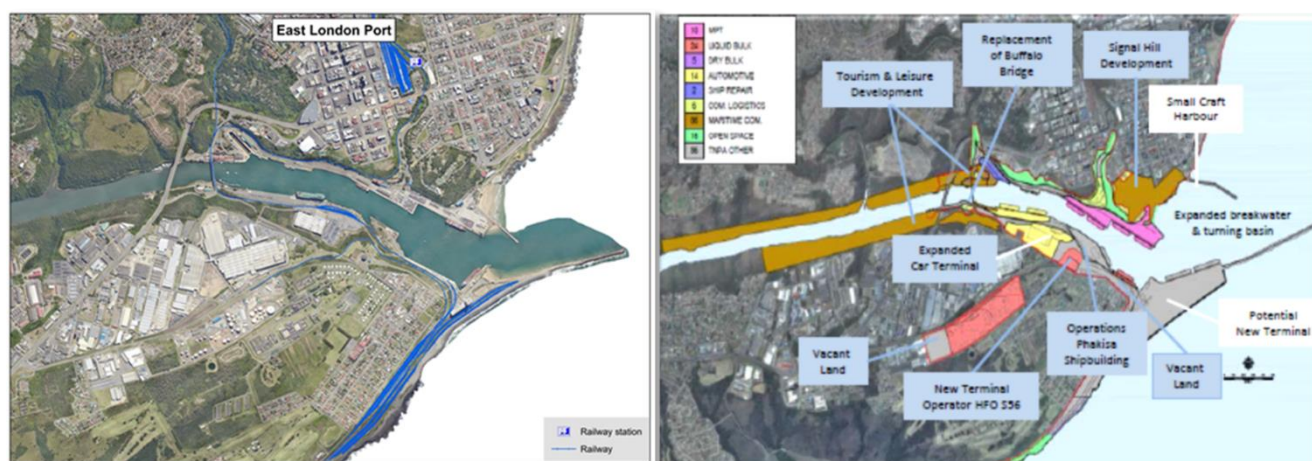 East London Port
Railway station
Railway
MPT
LIQUID BULK
DRY BULK
AUTOMOTIVE
SHIP REPAIR
COM. LOGISTICS
MARITIME COM.
OPEN SPACE
TNPA OTHER
Tourism & Leisure
Development
Replacement
of Buffalo
Bridge
Signal Hill
Development
Small Craft
Harbour
Expanded breakwater
& turning basin
Expanded
Car Terminal
Potential
New Terminal
Operations
Phakisa
Shipbuilding
Vacant
Land
New Terminal
Operator HFO S56
Vacant
Land